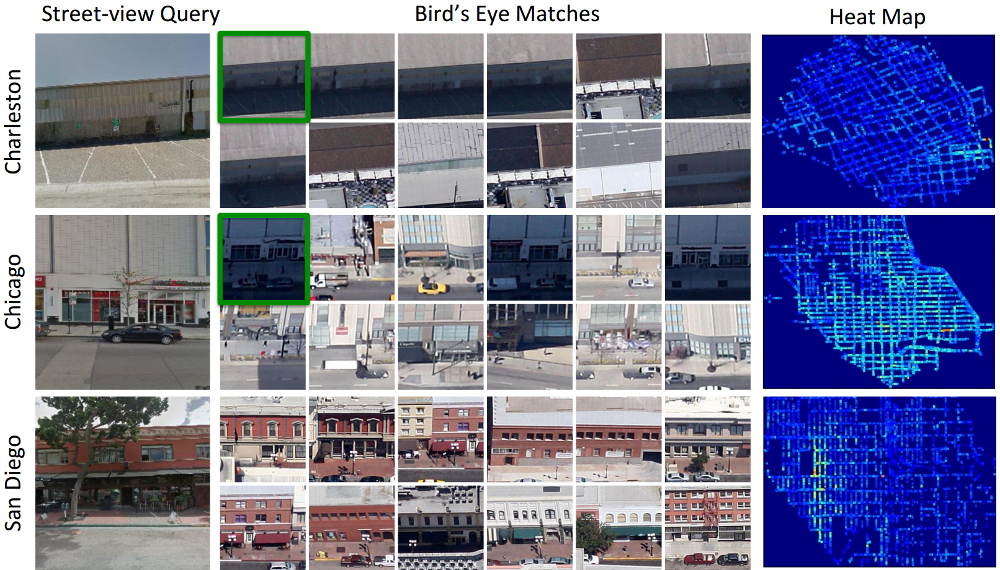 Street-view Query
Bird’s Eye Matches
Heat Map
Charleston
Chicago
San Diego